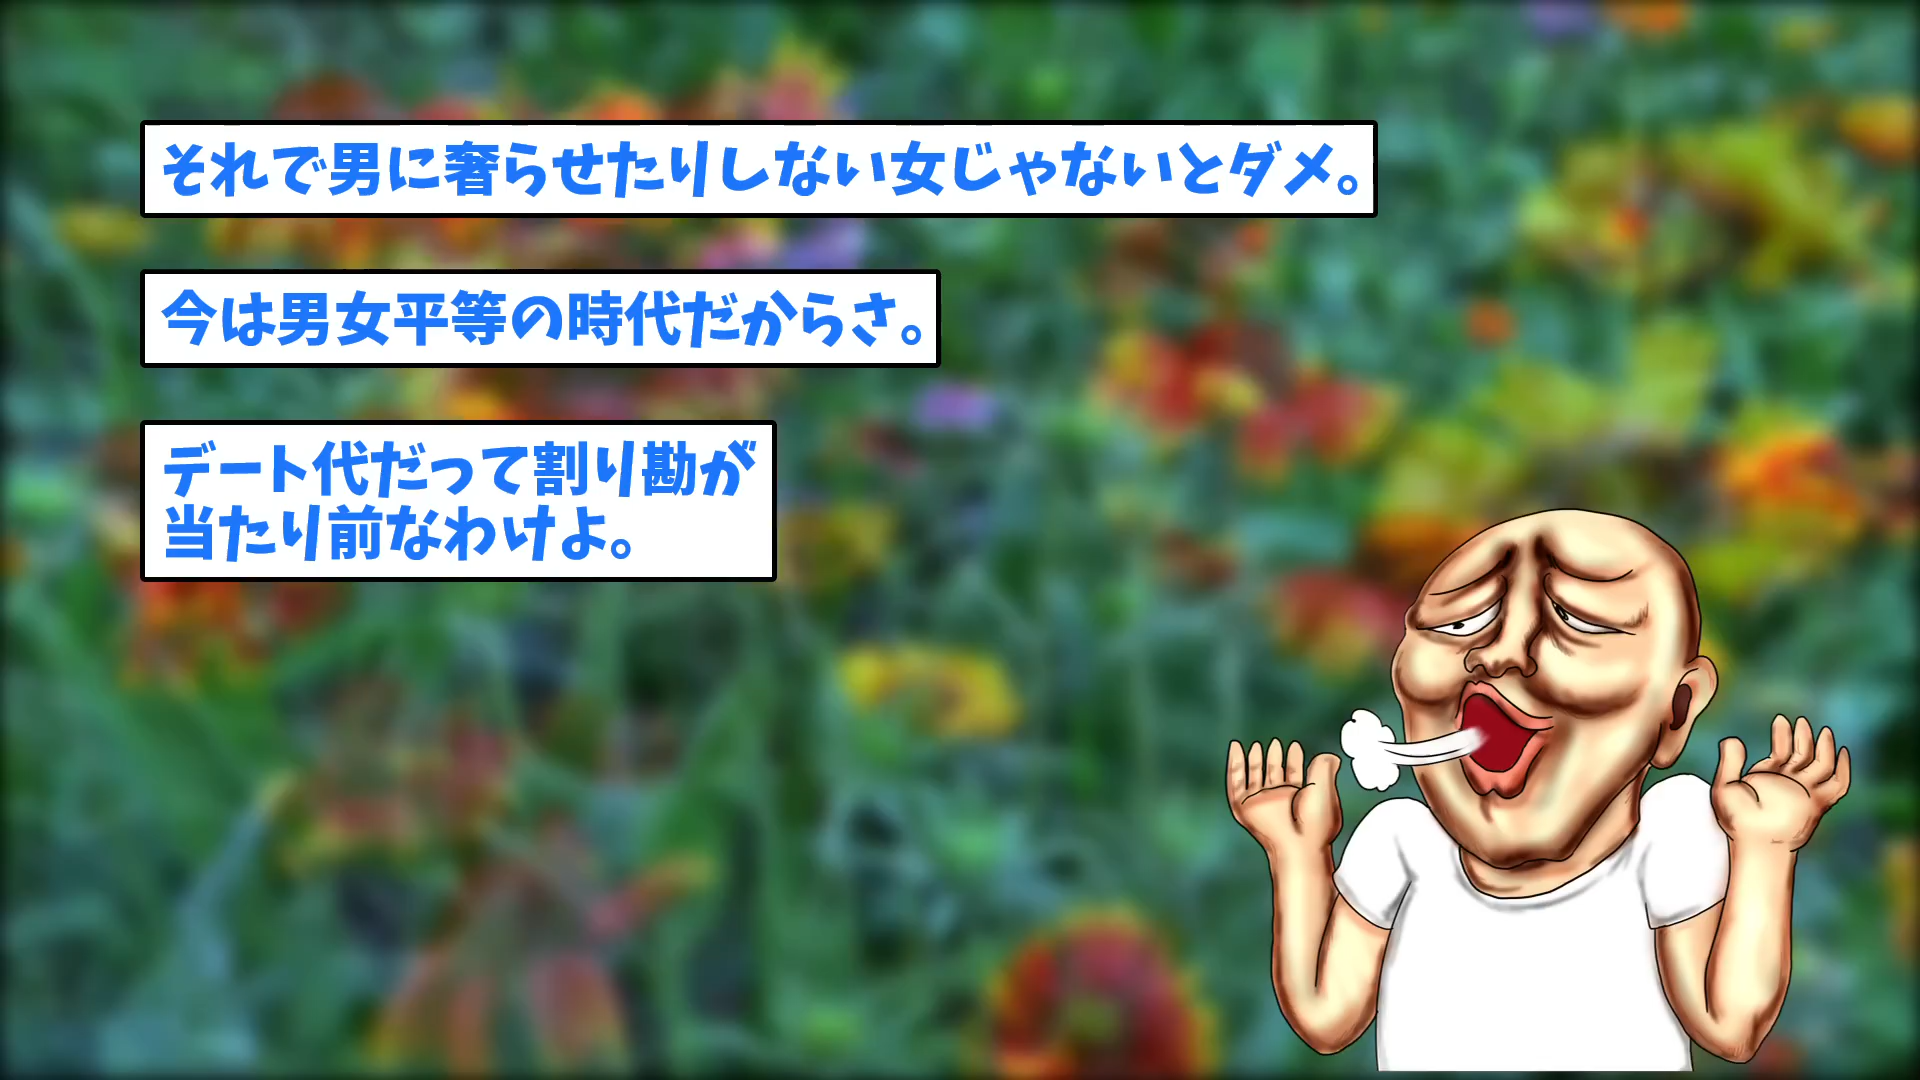 それで男に奢らせたりしない女じゃないとダメ。
今は男女平等の時代だからさ。
デート代だって割り勘が
当たり前なわけよ。